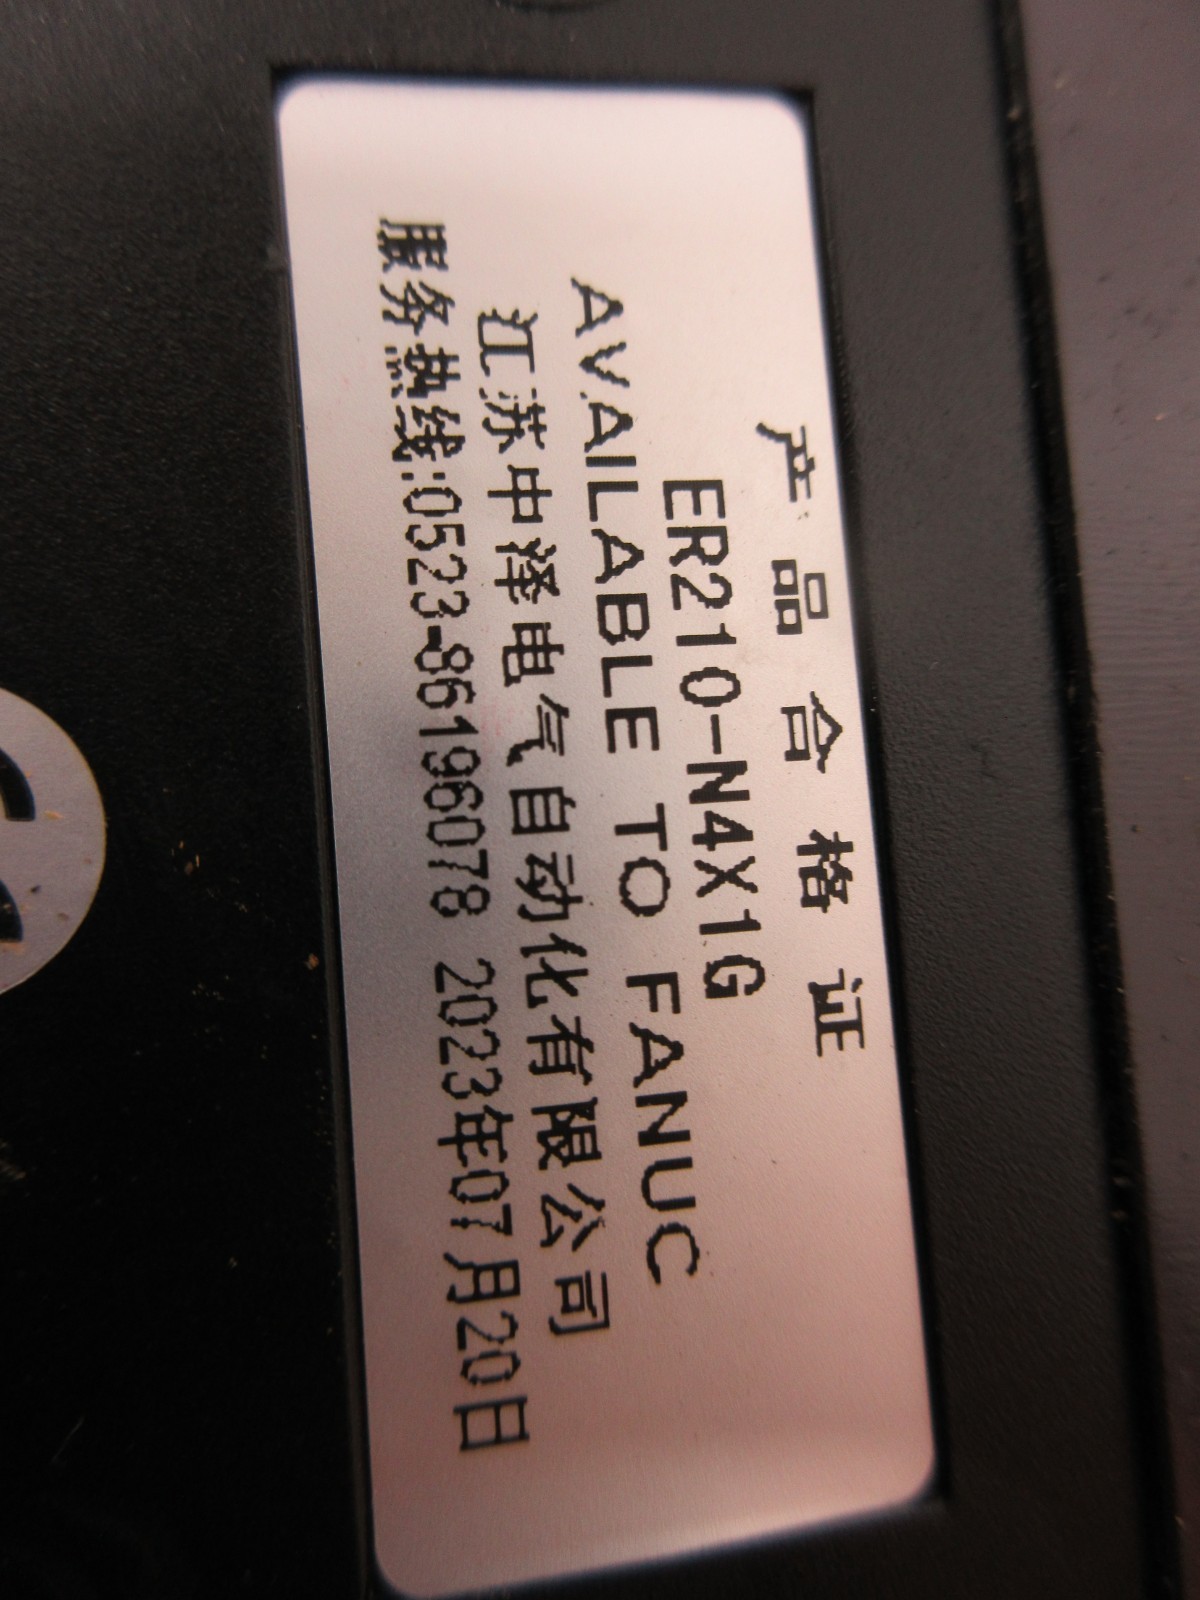 产品合格证
ER210-N4X1G
AVAILABLE TO FANUC
江苏中泽电气自动化有限公司
服务热线:0523-86196078 2023年07月20日